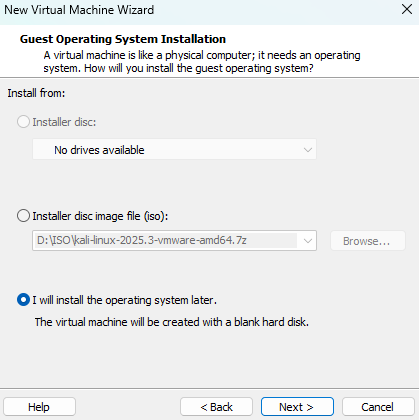 New Virtual Machine Wizard
Guest Operating System Installation
A virtual machine is like a physical computer; it needs an operating
system. How will you install the guest operating system?
Install from:
Installer disc:
No drives available
Installer disc image file (iso):
D:\ISO\kali-linux-2025.3-vmware-amd64.7z
Browse...
I will install the operating system later.
The virtual machine will be created with a blank hard disk.
Help
< Back
Next >
Cancel